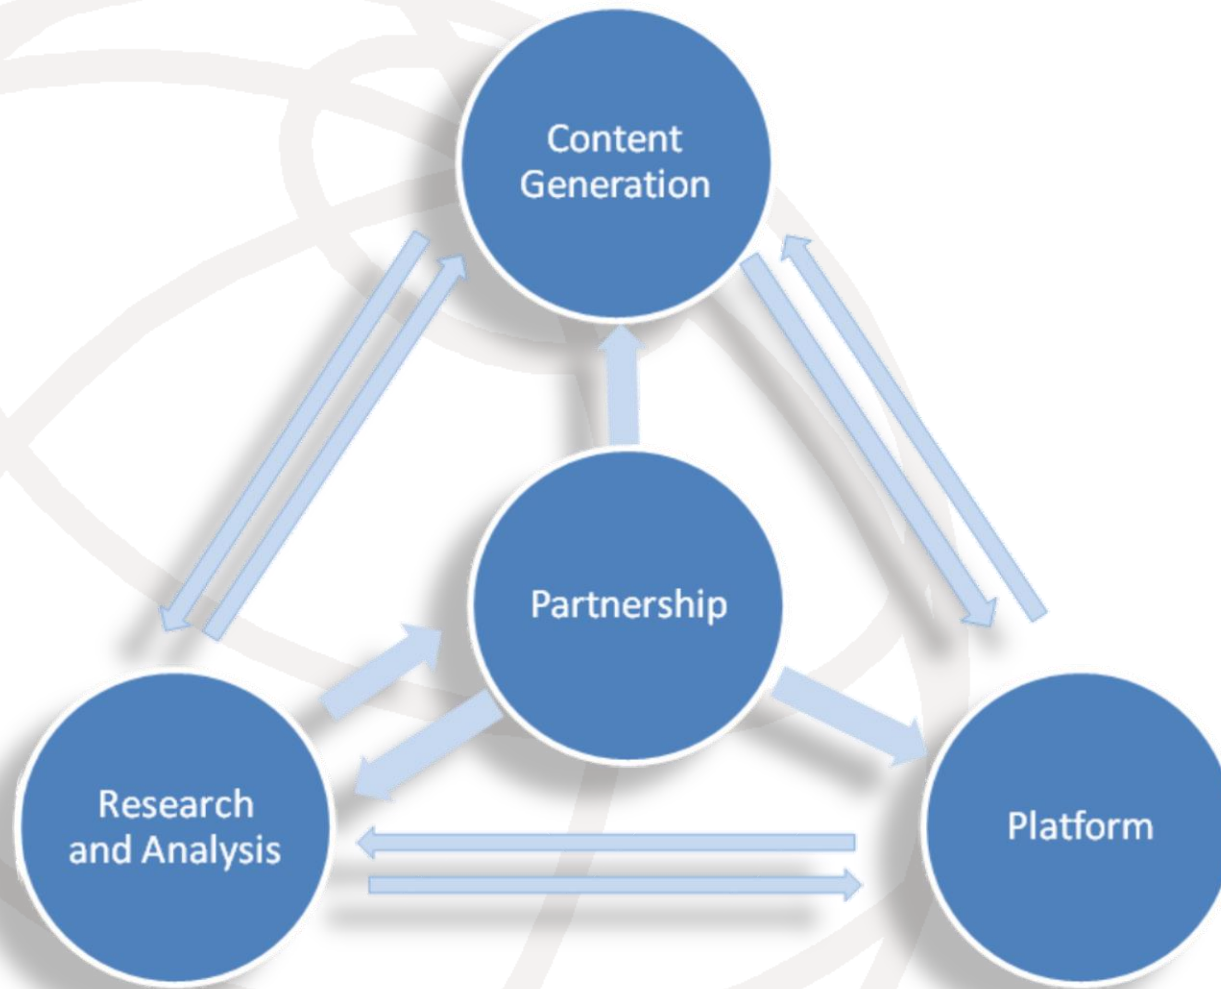 Content
Generation
Partnership
Research
and Analysis
Platform